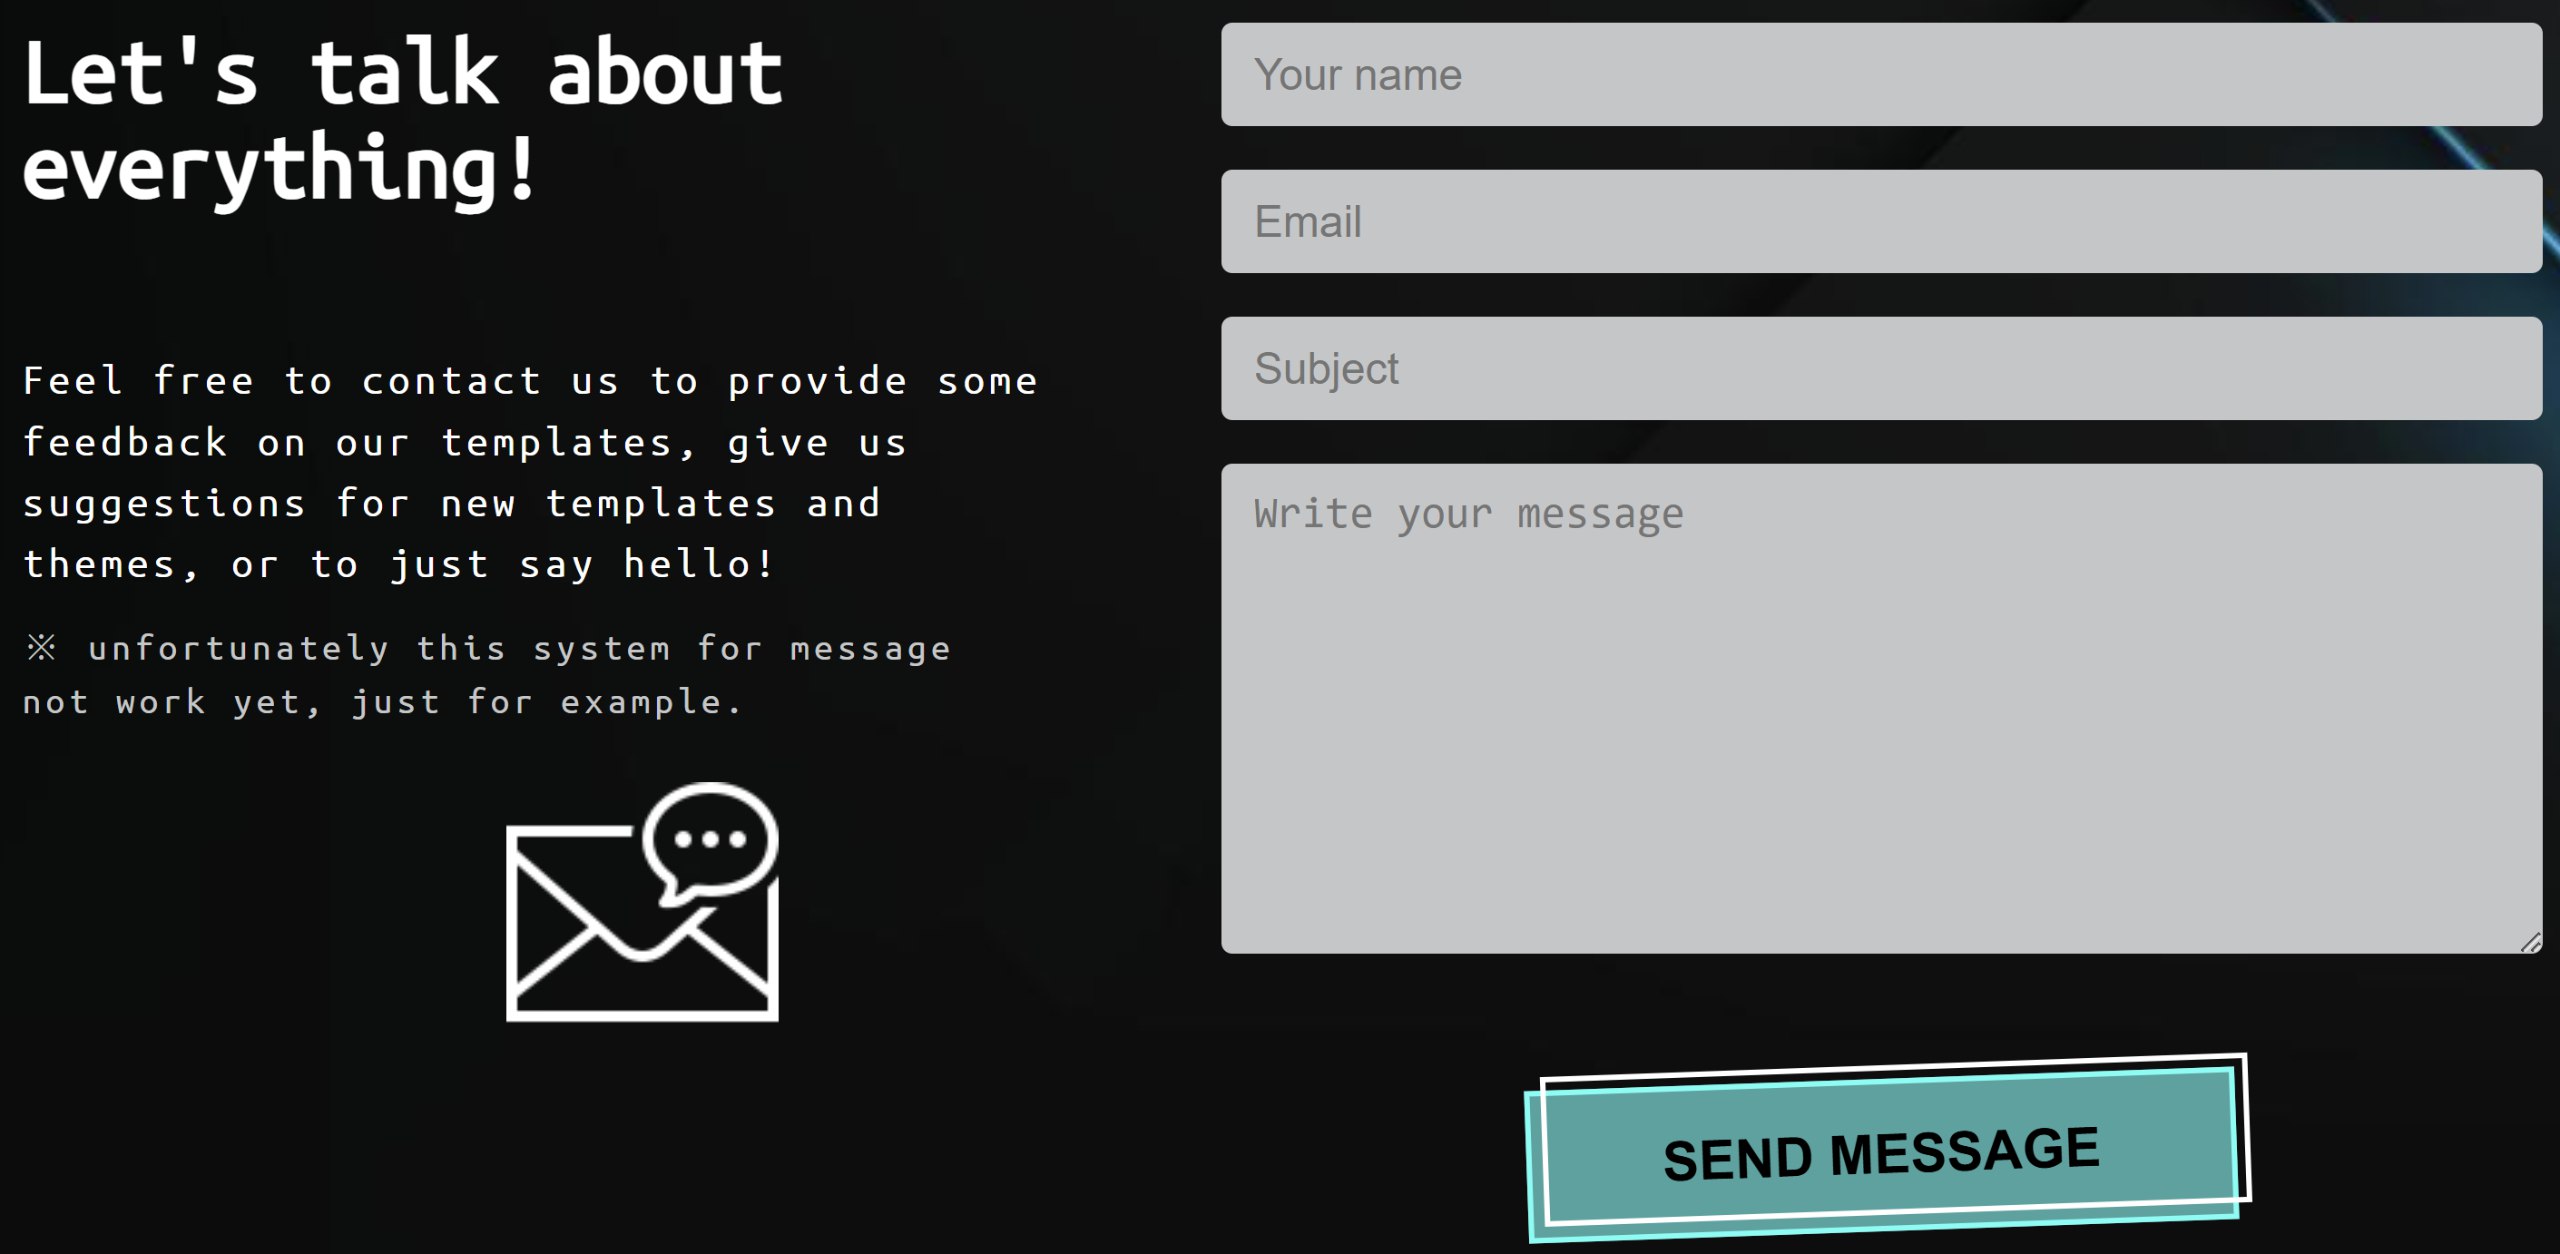 Let's talk about
everything!
Feel free to contact us to provide some
feedback on our templates, give us
suggestions for new templates and
themes, or to just say hello!
※ unfortunately this system for message
not work yet, just for example.
Your name
Email
Subject
Write your message
SEND MESSAGE